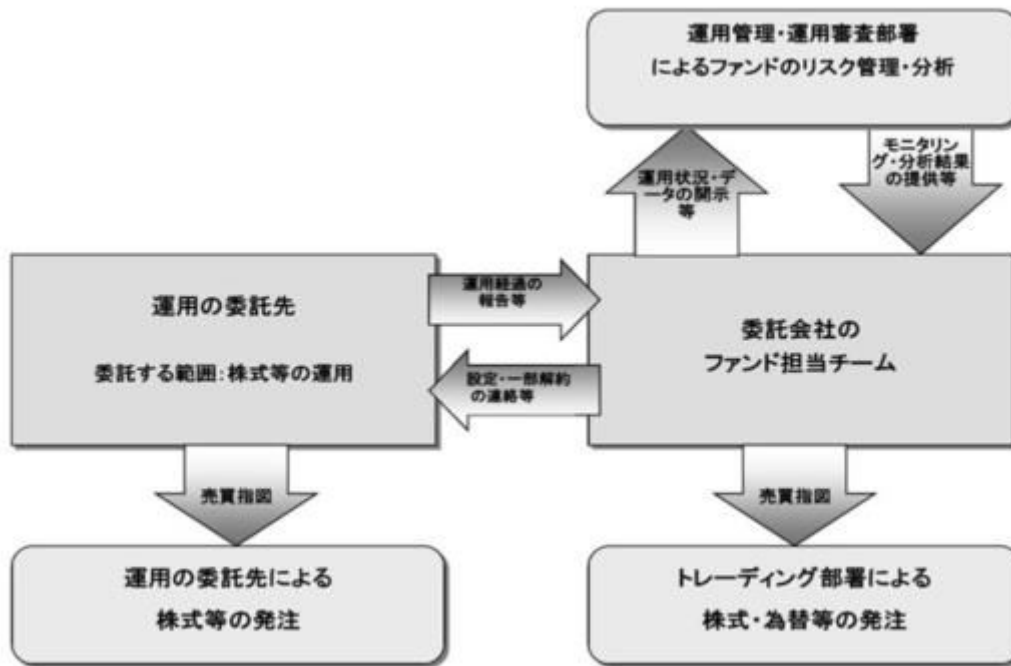 運用管理・運用審査部署
によるファンドのリスク管理・分析
モニタリン
グ・分析結果
の提供等
運用状況・デ
ータの開示
等
運用の委託先
委託する範囲：株式等の運用
運用経過の
報告等
設定・一部解約
の連絡等
委託会社の
ファンド担当チーム
売買指図
売買指図
運用の委託先による
株式等の発注
トレーディング部署による
株式・為替等の発注